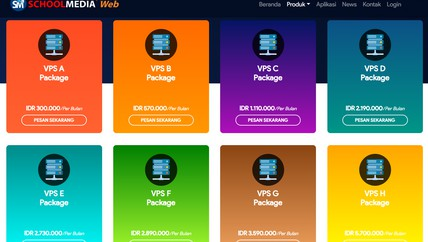 SM SCHOOLMEDIA Web
Beranda Produk Aplikasi News Kontak Login
VPS A
Package
IDR 300.000/Per Bulan
PESAN SEKARANG
VPS B
Package
IDR 570.000/Per Bulan
PESAN SEKARANG
VPS C
Package
IDR 1.110.000/Per Bulan
PESAN SEKARANG
VPS D
Package
IDR 2.190.000/Per Bulan
PESAN SEKARANG
VPS E
Package
IDR 2.730.000/Per Bulan
VPS F
Package
IDR 2.890.000/Per Bulan
VPS G
Package
IDR 3.590.000/Per Bulan
VPS H
Package
IDR 5.700.000/Per Bulan